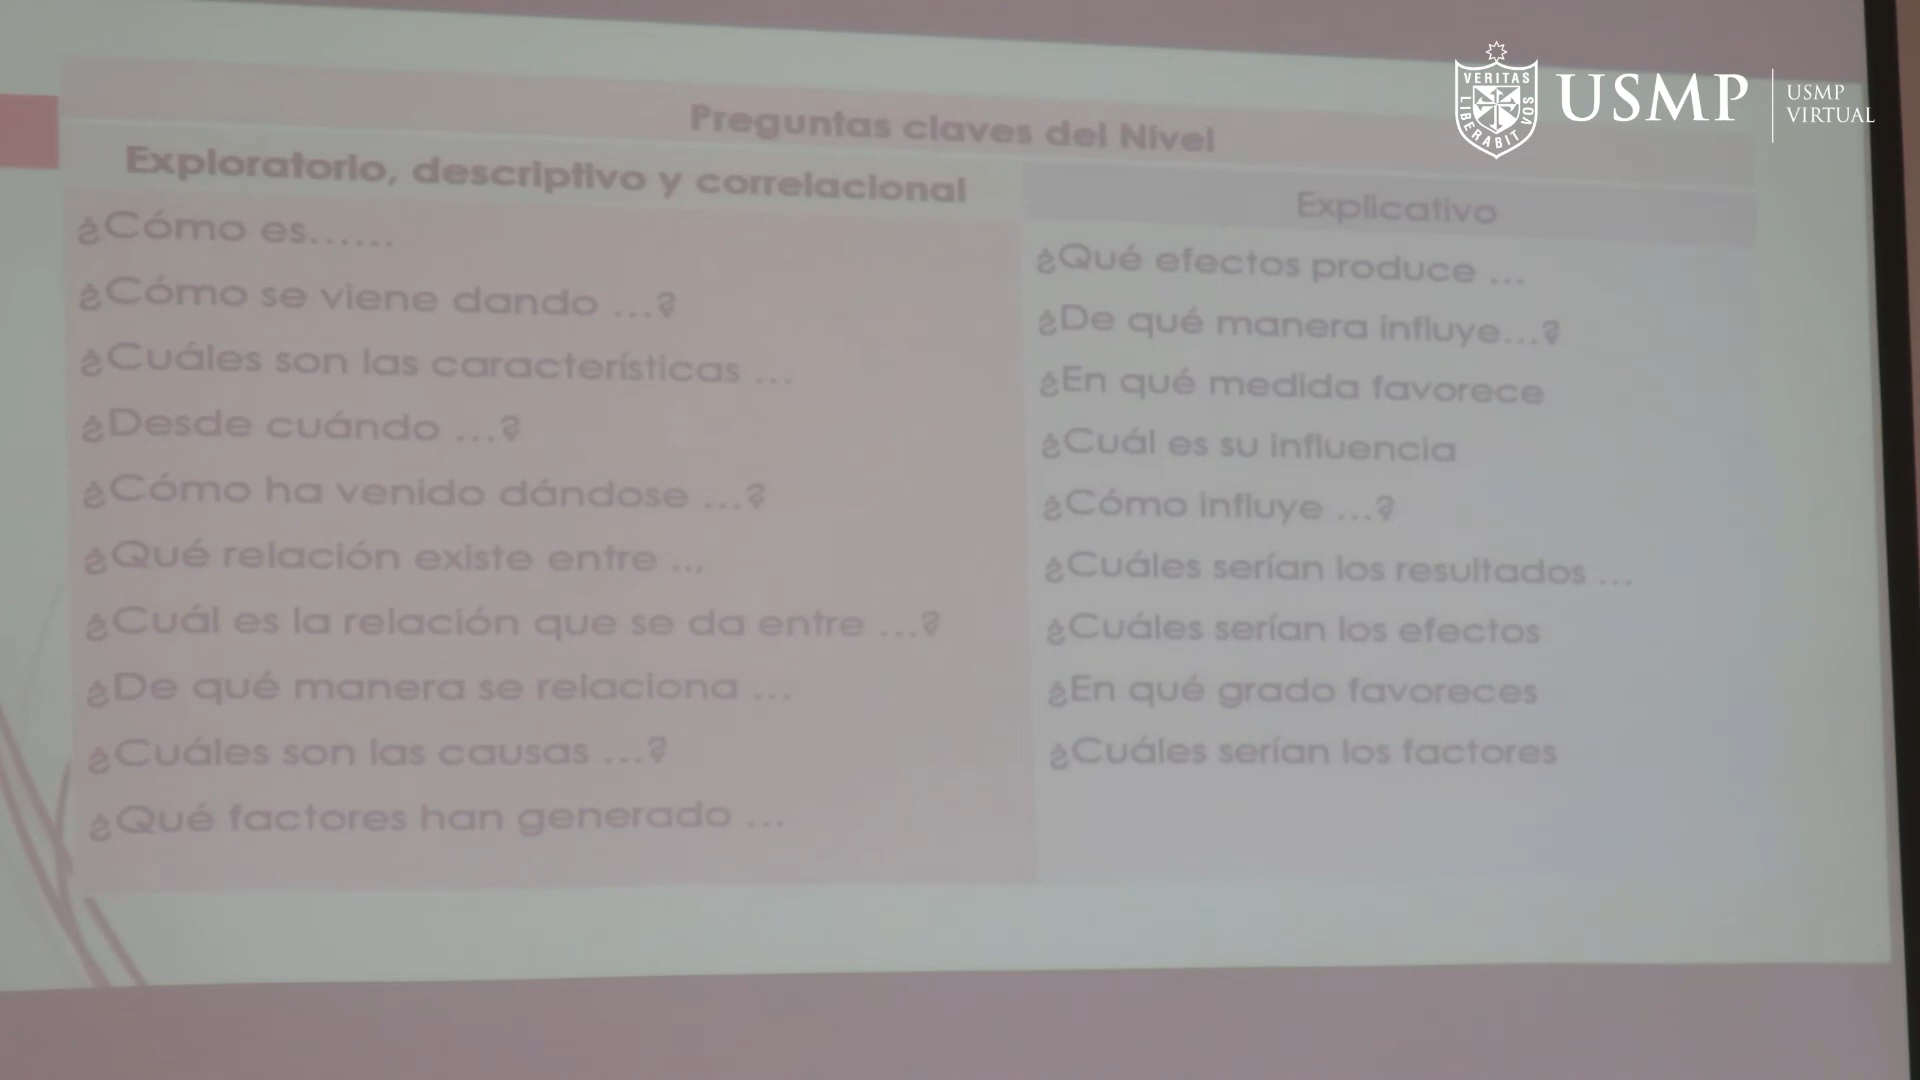 VERITAS
LIBERABIT VOS
USMP
USMP
VIRTUAL
Preguntas claves del Nivel
Exploratorio, descriptivo y correlacional
¿Cómo es......
¿Cómo se viene dando ...?
¿Cuáles son las características ...
¿Desde cuándo ...?
¿Cómo ha venido dándose ...?
¿Qué relación existe entre ..,
¿Cuál es la relación que se da entre ...?
¿De qué manera se relaciona ...
¿Cuáles son las causas ...?
¿Qué factores han generado ...
Explicativo
¿Qué efectos produce ...
¿De qué manera influye...?
¿En qué medida favorece
¿Cuál es su influencia
¿Cómo influye ...?
¿Cuáles serían los resultados ...
¿Cuáles serían los efectos
¿En qué grado favoreces
¿Cuáles serían los factores